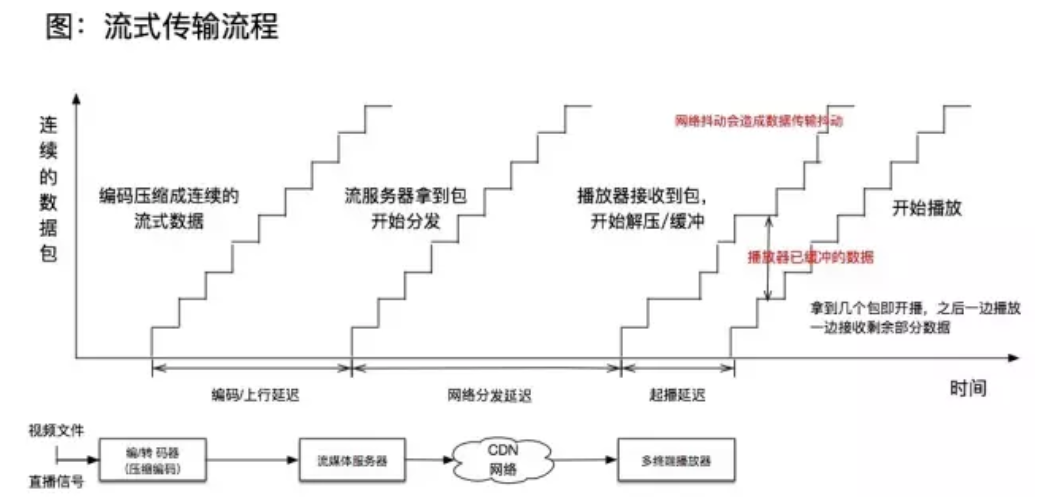 图：流式传输流程
连续的数据包
网络抖动会造成数据传输抖动
编码压缩成连续的
流式数据
流服务器拿到包
开始分发
播放器接收到包，
开始解压/缓冲
开始播放
播放器已缓冲的数据
拿到几个包即开播，之后一边播放
一边接收剩余部分数据
编码/上行延迟
网络分发延迟
起播延迟
时间
视频文件
直播信号
编/转 码器
(压缩编码)
流媒体服务器
CDN
网络
多终端播放器